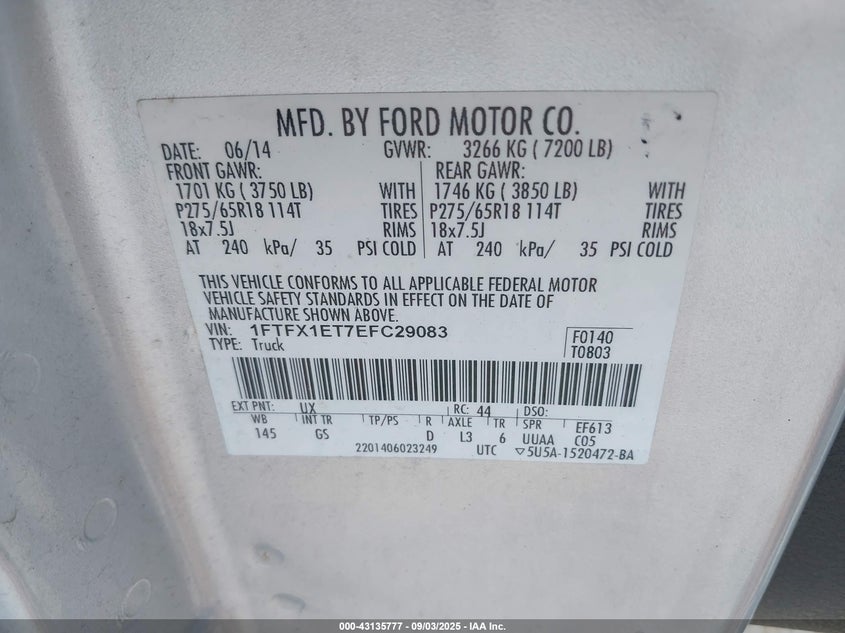 MFD. BY FORD MOTOR CO.
DATE: 06/14 GVWR: 3266 KG ( 7200 LB)
FRONT GAWR: REAR GAWR:
1701 KG ( 3750 LB) WITH 1746 KG ( 3850 LB) WITH
P275/65R18 114T TIRES P275/65R18 114T TIRES
18x7.5J RIMS 18x7.5J RIMS
AT 240 kPa/ 35 PSI COLD AT 240 kPa/ 35 PSI COLD
THIS VEHICLE CONFORMS TO ALL APPLICABLE FEDERAL MOTOR
VEHICLE SAFETY STANDARDS IN EFFECT ON THE DATE OF
MANUFACTURE SHOWN ABOVE.
VIN: 1FTFX1ET7EFC29083 F0140
TYPE: Truck T0803
EXT PNT: UX RC: 44 DSO:
WB INT TR TP/PS R AXLE TR SPR EF613
145 GS D L3 6 UUAA C05
2201406023249 UTC ▽5U5A-1520472-BA
000-43135777 - 09/03/2025 - IAA Inc.